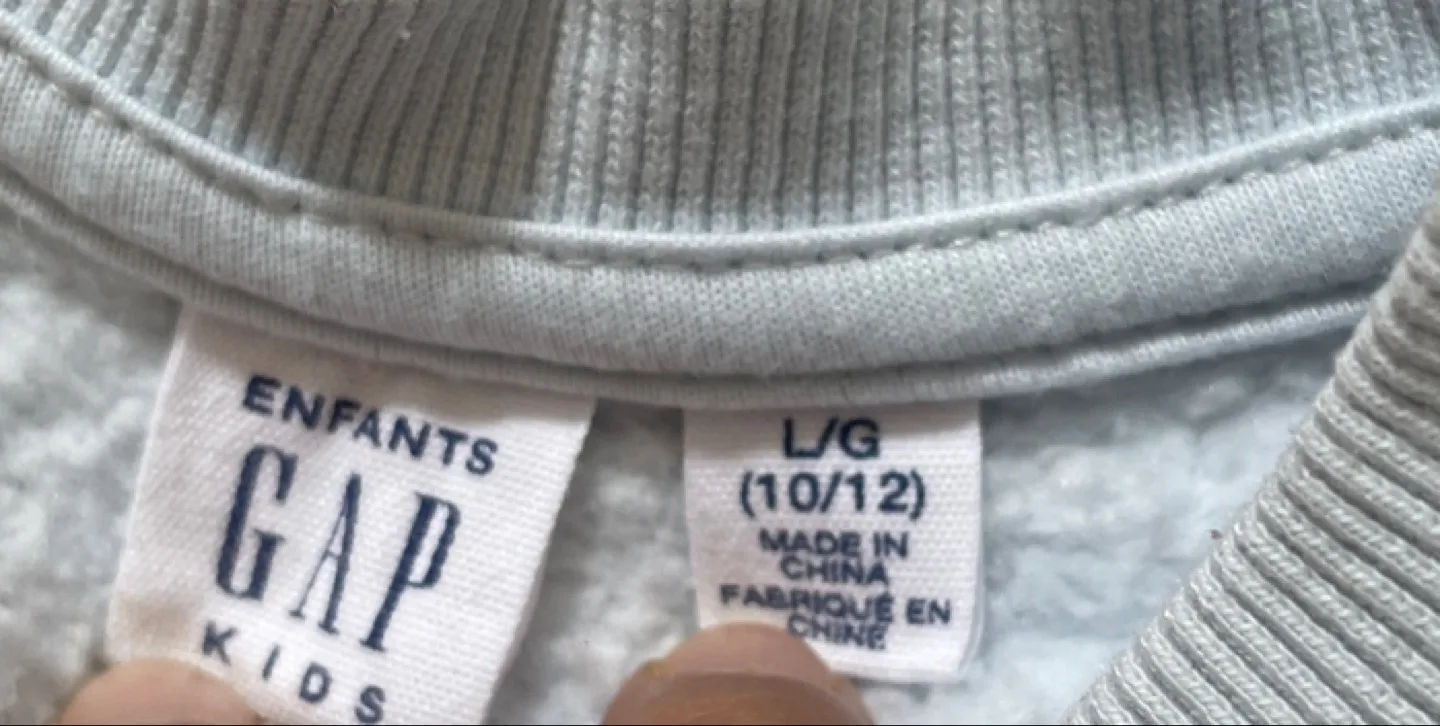 ENFANTS
GAP
KIDS
L/G
(10/12)
MADE IN
CHINA
FABRIQUÉ EN
CHINE